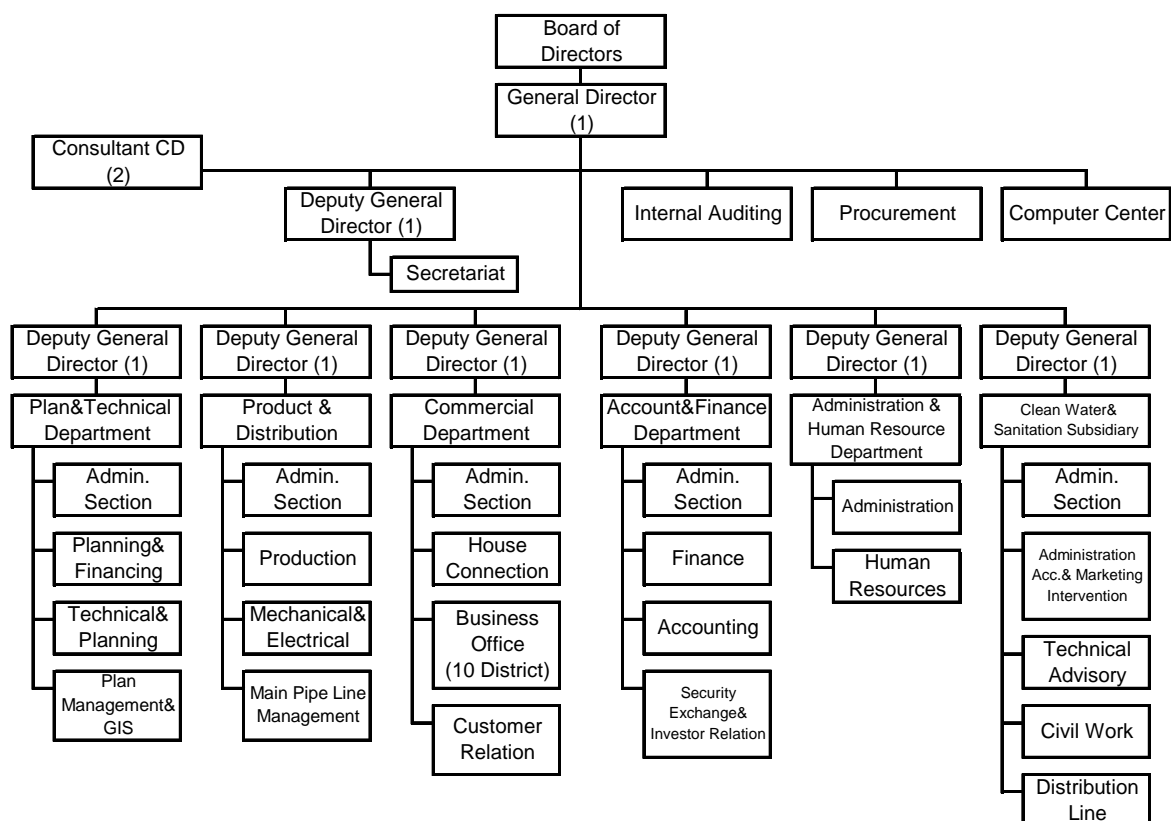 Board of
Directors
General Director
(1)
Consultant CD
(2)
Deputy General
Director (1)
Internal Auditing
Procurement
Computer Center
Secretariat
Deputy General
Director (1)
Deputy General
Director (1)
Deputy General
Director (1)
Deputy General
Director (1)
Deputy General
Director (1)
Deputy General
Director (1)
Plan&Technical
Department
Product &
Distribution
Commercial
Department
Account&Finance
Department
Administration &
Human Resource
Department
Clean Water&
Sanitation Subsidiary
Admin.
Section
Planning&
Financing
Technical&
Planning
Plan
Management&
GIS
Admin.
Section
Production
Mechanical&
Electrical
Main Pipe Line
Management
Admin.
Section
House
Connection
Business
Office
(10 District)
Customer
Relation
Admin.
Section
Finance
Accounting
Security
Exchange&
Investor Relation
Administration
Human
Resources
Admin.
Section
Administration
Acc.& Marketing
Intervention
Technical
Advisory
Civil Work
Distribution
Line